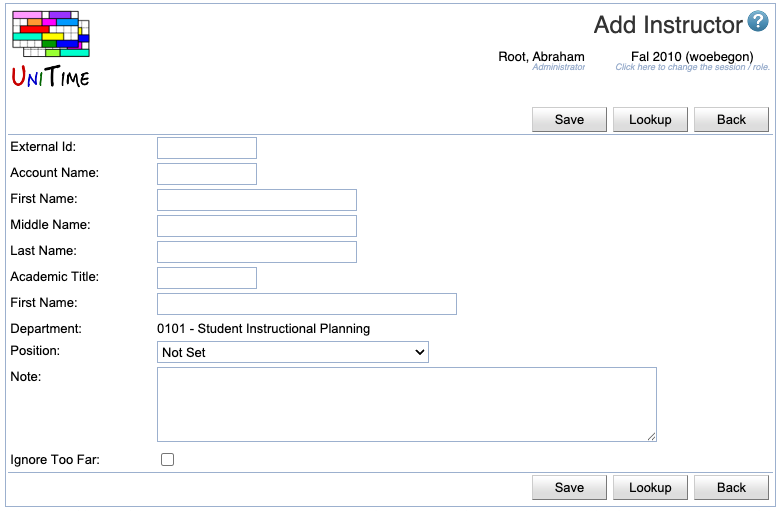 Add Instructor ?
UNITIME
Root, Abraham Fal 2010 (woebegon)
Administrator Click here to change the session / role.
Save Lookup Back
External Id:
Account Name:
First Name:
Middle Name:
Last Name:
Academic Title:
First Name:
Department: 0101 - Student Instructional Planning
Position: Not Set
Note:
Ignore Too Far:
Save Lookup Back